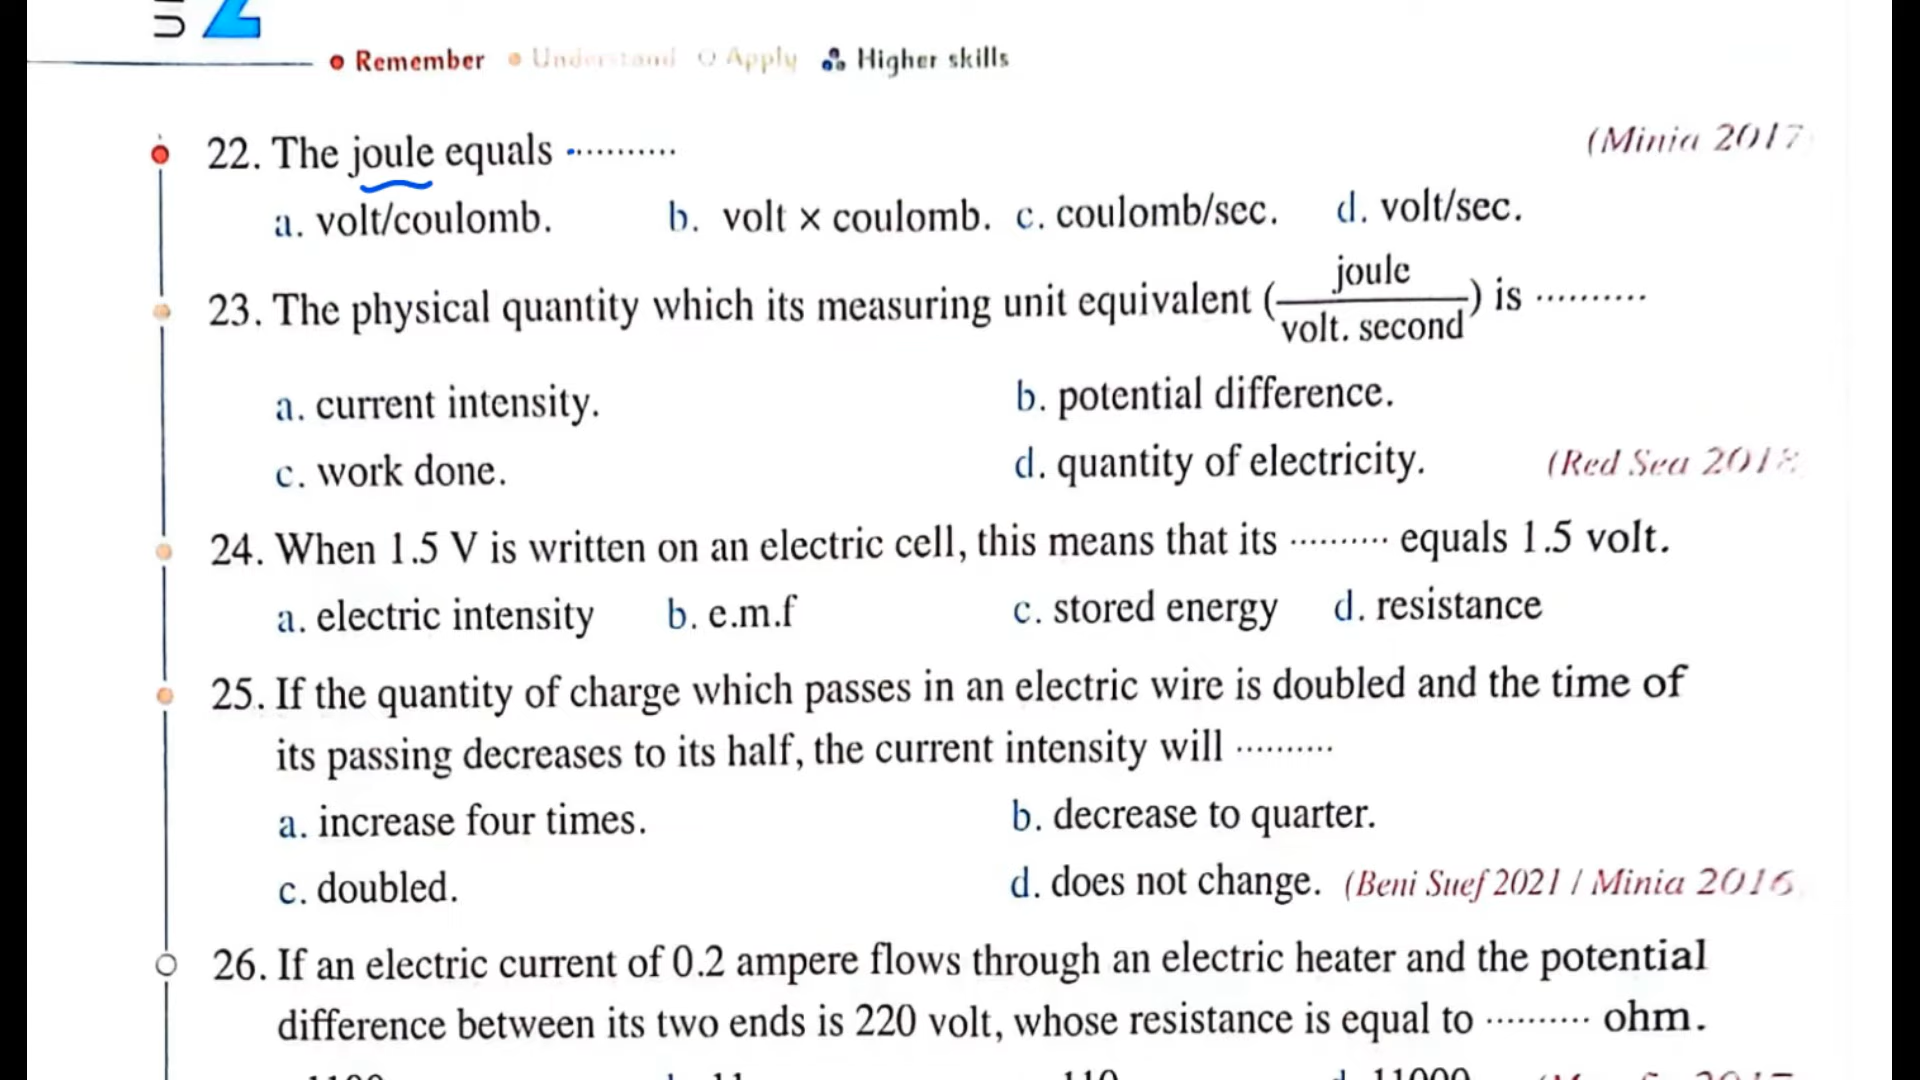 2
Remember Understand Apply Higher skills
22. The joule equals .......... (Minia 2017)
a. volt/coulomb. b. volt × coulomb. c. coulomb/sec. d. volt/sec.
23. The physical quantity which its measuring unit equivalent (joule/volt. second) is ..........
a. current intensity. b. potential difference.
c. work done. d. quantity of electricity. (Red Sea 2018
24. When 1.5 V is written on an electric cell, this means that its .......... equals 1.5 volt.
a. electric intensity b. e.m.f c. stored energy d. resistance
25. If the quantity of charge which passes in an electric wire is doubled and the time of
its passing decreases to its half, the current intensity will ..........
a. increase four times. b. decrease to quarter.
c. doubled. d. does not change. (Beni Suef 2021 / Minia 2016
26. If an electric current of 0.2 ampere flows through an electric heater and the potential
difference between its two ends is 220 volt, whose resistance is equal to .......... ohm.